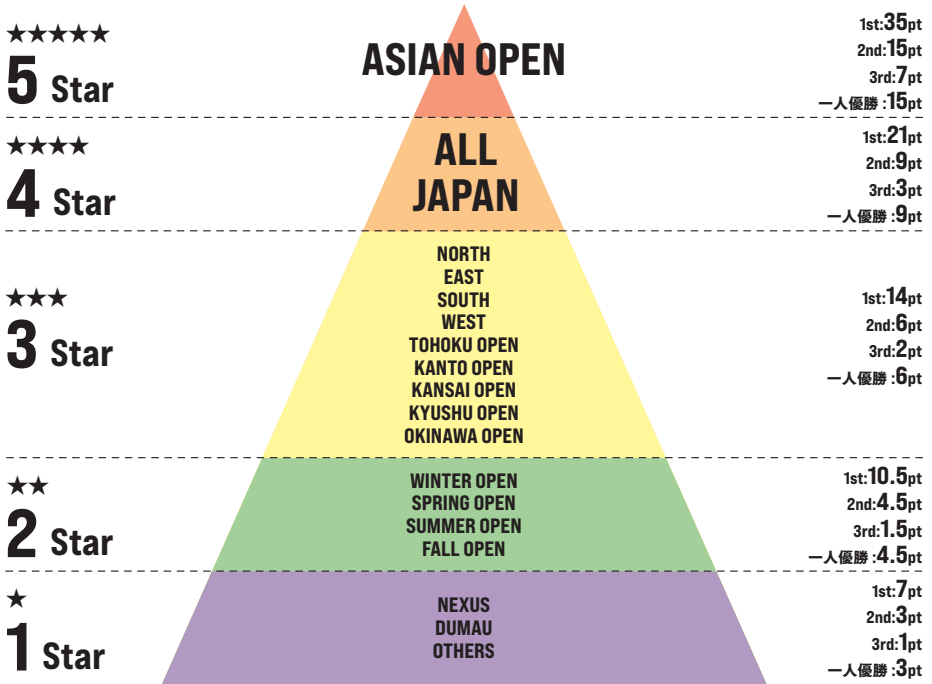 ★★★★★
5 Star
ASIAN OPEN
1st:35pt
2nd:15pt
3rd:7pt
一人優勝:15pt
★★★★
4 Star
ALL
JAPAN
1st:21pt
2nd:9pt
3rd:3pt
一人優勝:9pt
★★★
3 Star
NORTH
EAST
SOUTH
WEST
TOHOKU OPEN
KANTO OPEN
KANSAI OPEN
KYUSHU OPEN
OKINAWA OPEN
1st:14pt
2nd:6pt
3rd:2pt
一人優勝:6pt
★★
2 Star
WINTER OPEN
SPRING OPEN
SUMMER OPEN
FALL OPEN
1st:10.5pt
2nd:4.5pt
3rd:1.5pt
一人優勝:4.5pt
★
1 Star
NEXUS
DUMAU
OTHERS
1st:7pt
2nd:3pt
3rd:1pt
一人優勝:3pt